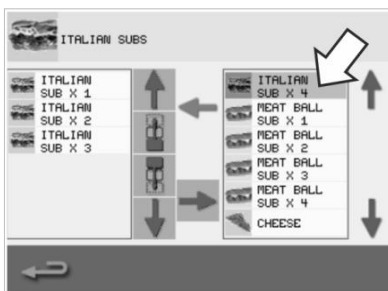 ITALIAN SUBS
ITALIAN
SUB X 1
ITALIAN
SUB X 2
ITALIAN
SUB X 3
ITALIAN
SUB X 4
MEAT BALL
SUB X 1
MEAT BALL
SUB X 2
MEAT BALL
SUB X 3
MEAT BALL
SUB X 4
CHEESE